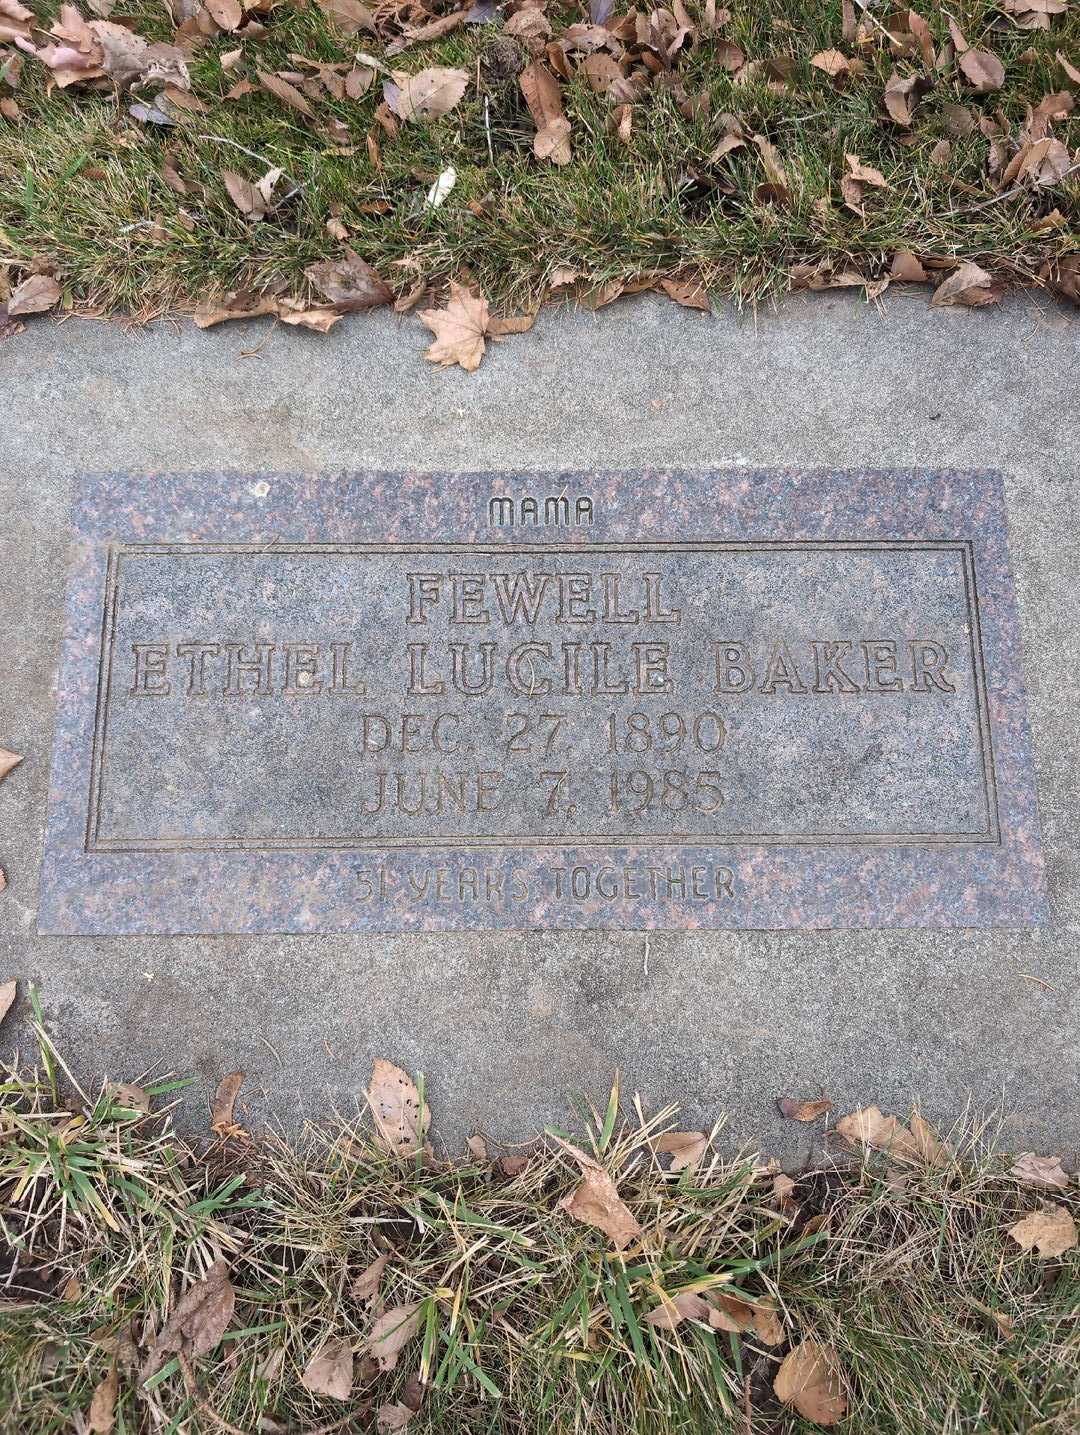 MAMA
FEWELL
ETHEL LUCILE BAKER
DEC. 27, 1890
JUNE 7, 1985
51 YEARS TOGETHER